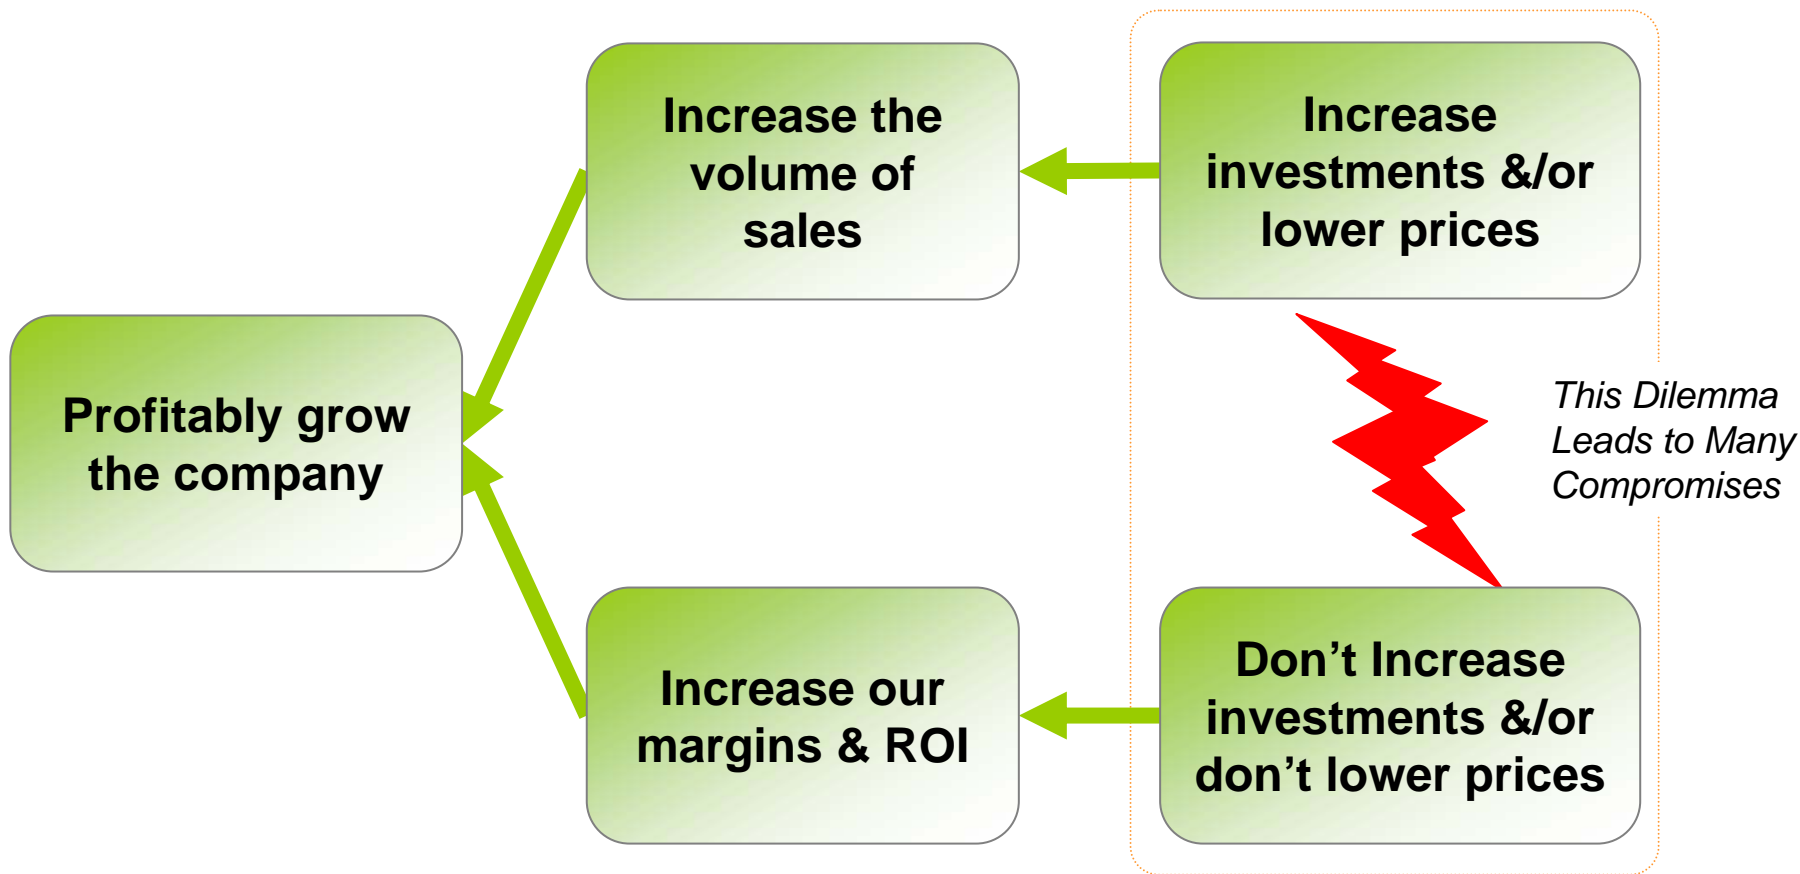 Increase the
volume of
sales
Increase
investments &/or
lower prices
Profitably grow
the company
This Dilemma
Leads to Many
Compromises
Increase our
margins & ROI
Don’t Increase
investments &/or
don’t lower prices